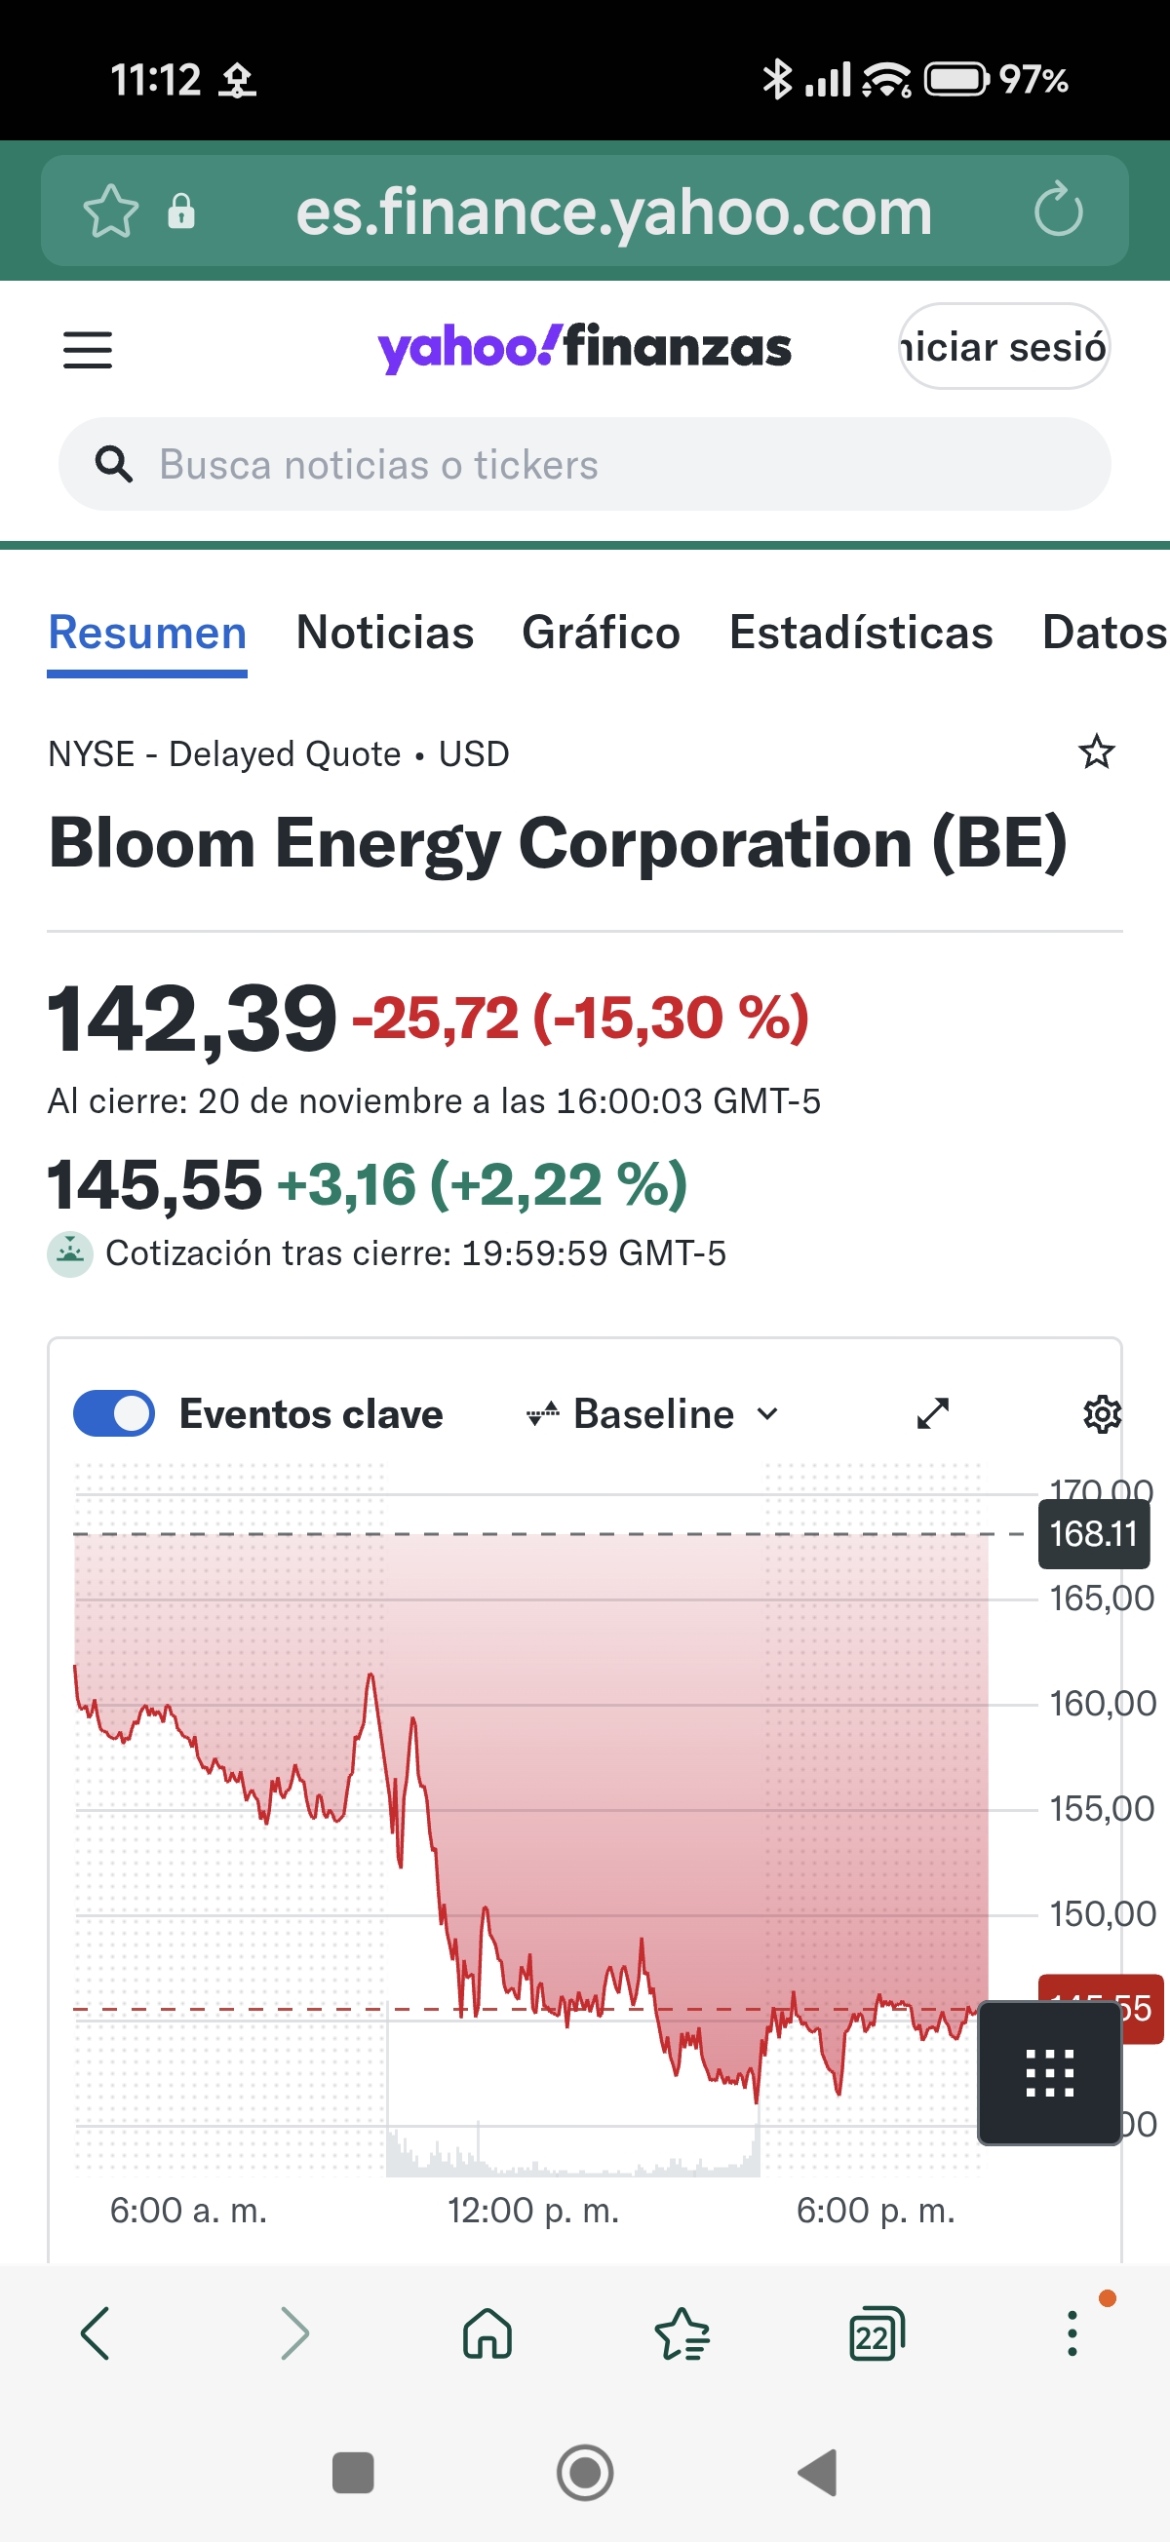 11:12
97%
es.finance.yahoo.com
yahoo!finanzas
niciar sesió
Busca noticias o tickers
Resumen Noticias Gráfico Estadísticas Datos
NYSE - Delayed Quote • USD
Bloom Energy Corporation (BE)
142,39 -25,72 (-15,30 %)
Al cierre: 20 de noviembre a las 16:00:03 GMT-5
145,55 +3,16 (+2,22 %)
Cotización tras cierre: 19:59:59 GMT-5
Eventos clave Baseline
170,00
168.11
165,00
160,00
155,00
150,00
6:00 a. m. 12:00 p. m. 6:00 p. m.
22